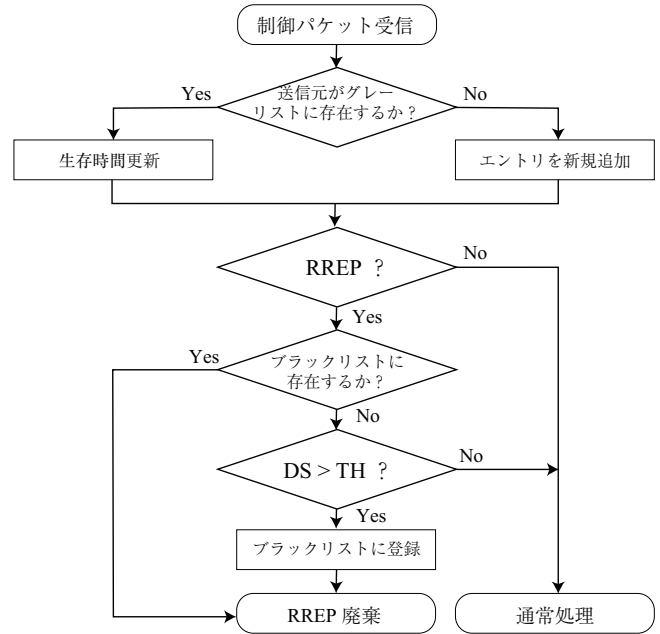 制御パケット受信
送信元がグレー
リストに存在するか？
Yes
No
生存時間更新
エントリを新規追加
RREP ？
No
Yes
ブラックリストに
存在するか？
Yes
No
DS > TH ？
No
Yes
ブラックリストに登録
RREP 廃棄
通常処理